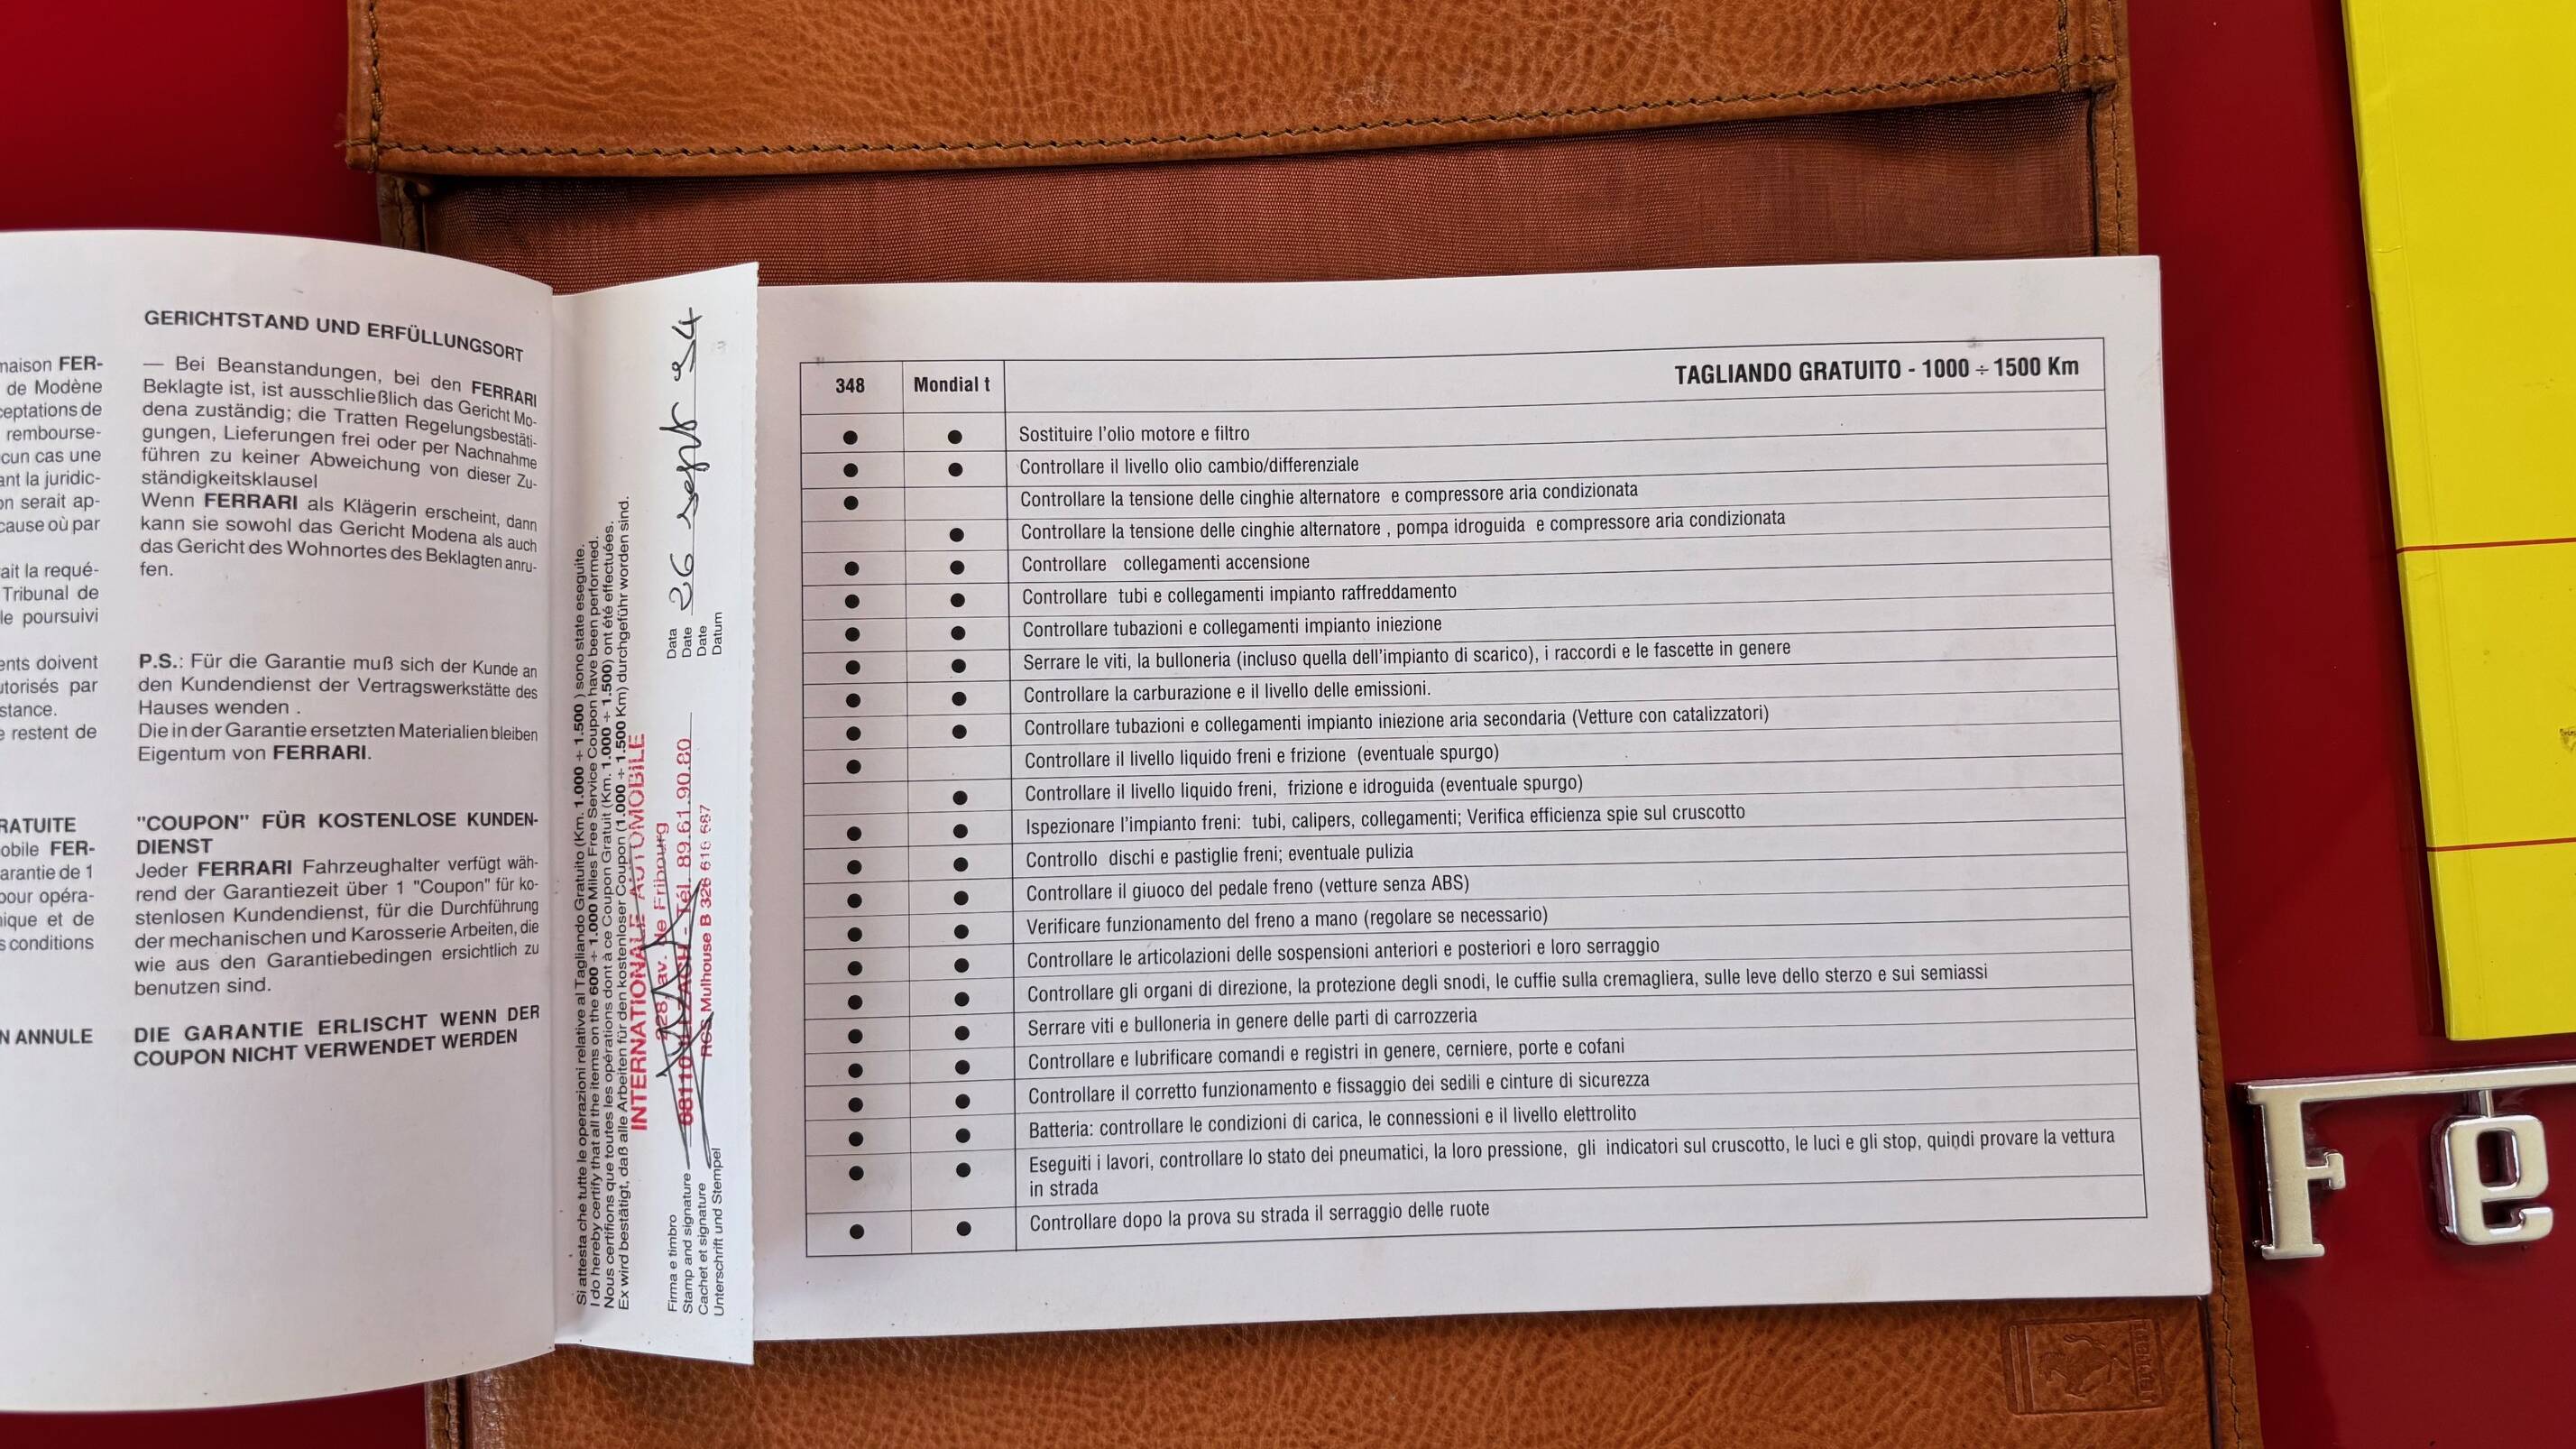 maison FER-
de Modène
ceptations de
rembourse-
cun cas une
ant la juridic-
on serait ap-
cause où par
ait la requé-
Tribunal de
le poursuivi
ents doivent
utorisés par
stance.
e restent de
RATUITE
obile FER-
arantie de 1
pour opéra-
nique et de
s conditions
N ANNULE
GERICHTSTAND UND ERFÜLLUNGSORT
— Bei Beanstandungen, bei den FERRARI
Beklagte ist, ist ausschließlich das Gericht Mo-
dena zuständig; die Tratten Regelungsbestäti-
gungen, Lieferungen frei oder per Nachnahme
führen zu keiner Abweichung von dieser Zu-
ständigkeitsklausel
Wenn FERRARI als Klägerin erscheint, dann
kann sie sowohl das Gericht Modena als auch
das Gericht des Wohnortes des Beklagten anru-
fen.
P.S.: Für die Garantie muß sich der Kunde an
den Kundendienst der Vertragswerkstätte des
Hauses wenden .
Die in der Garantie ersetzten Materialien bleiben
Eigentum von FERRARI.
"COUPON" FÜR KOSTENLOSE KUNDEN-
DIENST
Jeder FERRARI Fahrzeughalter verfügt wäh-
rend der Garantiezeit über 1 "Coupon" für ko-
stenlosen Kundendienst, für die Durchführung
der mechanischen und Karosserie Arbeiten, die
wie aus den Garantiebedingen ersichtlich zu
benutzen sind.
DIE GARANTIE ERLISCHT WENN DER
COUPON NICHT VERWENDET WERDEN
Si attesta che tutte le operazioni relative al Tagliando Gratuito (Km. 1.000 ÷ 1.500 ) sono state eseguite.
I do hereby certify that all the items on the 600 ÷ 1.000 Miles Free Service Coupon have been performed.
Nous certifions que toutes les opérations dont à ce Coupon Gratuit (Km. 1.000 ÷ 1.500) ont été effectuées.
Ex wird bestätigt, daß alle Arbeiten für den kostenloser Coupon (1.000 ÷ 1.500 Km) durchgeführ worden sind.
INTERNATIONALE AUTOMOBILE
228, av. de Fribourg
68110 ILLZACH - Tél. 89.61.90.80
RCS Mulhouse B 326 616 687
Firma e timbro
Stamp and signature
Cachet et signature
Unterschrift und Stempel
Data
Date
Date
Datum
26 sept 94
348
Mondial t
TAGLIANDO GRATUITO - 1000 ÷ 1500 Km
Sostituire l'olio motore e filtro
Controllare il livello olio cambio/differenziale
Controllare la tensione delle cinghie alternatore e compressore aria condizionata
Controllare la tensione delle cinghie alternatore , pompa idroguida e compressore aria condizionata
Controllare collegamenti accensione
Controllare tubi e collegamenti impianto raffreddamento
Controllare tubazioni e collegamenti impianto iniezione
Serrare le viti, la bulloneria (incluso quella dell'impianto di scarico), i raccordi e le fascette in genere
Controllare la carburazione e il livello delle emissioni.
Controllare tubazioni e collegamenti impianto iniezione aria secondaria (Vetture con catalizzatori)
Controllare il livello liquido freni e frizione (eventuale spurgo)
Controllare il livello liquido freni, frizione e idroguida (eventuale spurgo)
Ispezionare l'impianto freni: tubi, calipers, collegamenti; Verifica efficienza spie sul cruscotto
Controllo dischi e pastiglie freni; eventuale pulizia
Controllare il giuoco del pedale freno (vetture senza ABS)
Verificare funzionamento del freno a mano (regolare se necessario)
Controllare le articolazioni delle sospensioni anteriori e posteriori e loro serraggio
Controllare gli organi di direzione, la protezione degli snodi, le cuffie sulla cremagliera, sulle leve dello sterzo e sui semiassi
Serrare viti e bulloneria in genere delle parti di carrozzeria
Controllare e lubrificare comandi e registri in genere, cerniere, porte e cofani
Controllare il corretto funzionamento e fissaggio dei sedili e cinture di sicurezza
Batteria: controllare le condizioni di carica, le connessioni e il livello elettrolito
Eseguiti i lavori, controllare lo stato dei pneumatici, la loro pressione, gli indicatori sul cruscotto, le luci e gli stop, quindi provare la vettura
in strada
Controllare dopo la prova su strada il serraggio delle ruote
Fe
FERRARI